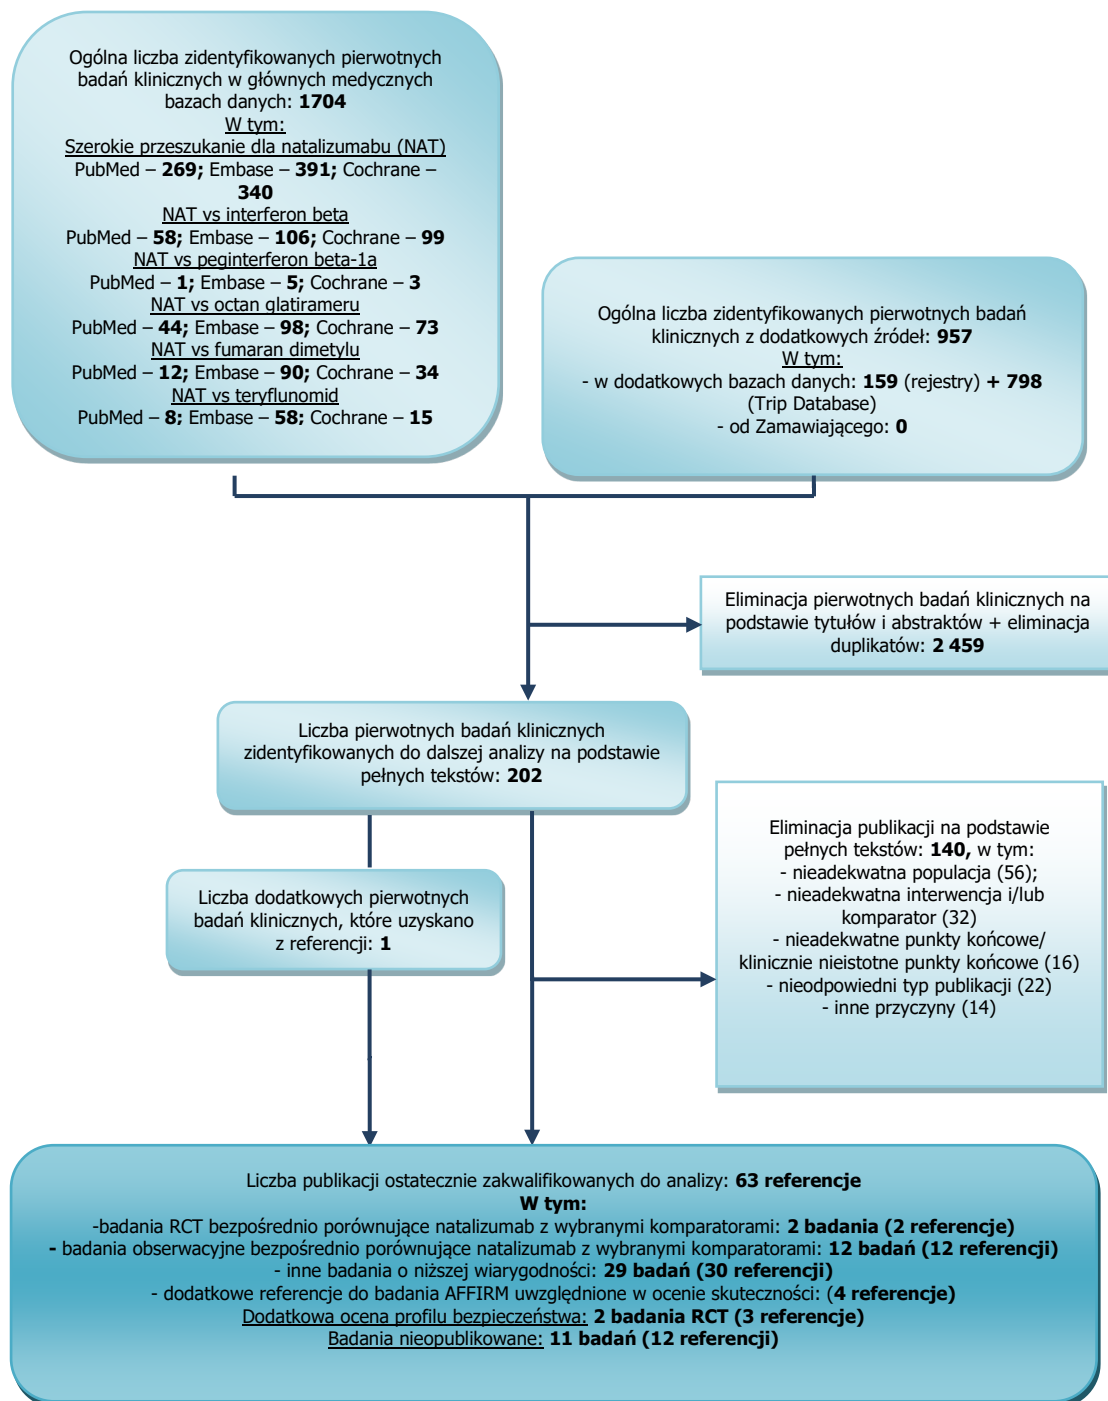 Ogólna liczba zidentyfikowanych pierwotnych
badań klinicznych w głównych medycznych
bazach danych: 1704
W tym:
Szerokie przeszukanie dla natalizumabu (NAT)
PubMed – 269; Embase – 391; Cochrane –
340
NAT vs interferon beta
PubMed – 58; Embase – 106; Cochrane – 99
NAT vs peginterferon beta-1a
PubMed – 1; Embase – 5; Cochrane – 3
NAT vs octan glatirameru
PubMed – 44; Embase – 98; Cochrane – 73
NAT vs fumaran dimetylu
PubMed – 12; Embase – 90; Cochrane – 34
NAT vs teryflunomid
PubMed – 8; Embase – 58; Cochrane – 15
Ogólna liczba zidentyfikowanych pierwotnych badań
klinicznych z dodatkowych źródeł: 957
W tym:
- w dodatkowych bazach danych: 159 (rejestry) + 798
(Trip Database)
- od Zamawiającego: 0
Eliminacja pierwotnych badań klinicznych na
podstawie tytułów i abstraktów + eliminacja
duplikatów: 2 459
Liczba pierwotnych badań klinicznych
zidentyfikowanych do dalszej analizy na podstawie
pełnych tekstów: 202
Eliminacja publikacji na podstawie
pełnych tekstów: 140, w tym:
- nieadekwatna populacja (56);
- nieadekwatna interwencja i/lub
komparator (32)
- nieadekwatne punkty końcowe/
klinicznie nieistotne punkty końcowe (16)
- nieodpowiedni typ publikacji (22)
- inne przyczyny (14)
Liczba dodatkowych pierwotnych
badań klinicznych, które uzyskano
z referencji: 1
Liczba publikacji ostatecznie zakwalifikowanych do analizy: 63 referencje
W tym:
-badania RCT bezpośrednio porównujące natalizumab z wybranymi komparatorami: 2 badania (2 referencje)
- badania obserwacyjne bezpośrednio porównujące natalizumab z wybranymi komparatorami: 12 badań (12 referencji)
- inne badania o niższej wiarygodności: 29 badań (30 referencji)
- dodatkowe referencje do badania AFFIRM uwzględnione w ocenie skuteczności: (4 referencje)
Dodatkowa ocena profilu bezpieczeństwa: 2 badania RCT (3 referencje)
Badania nieopublikowane: 11 badań (12 referencji)